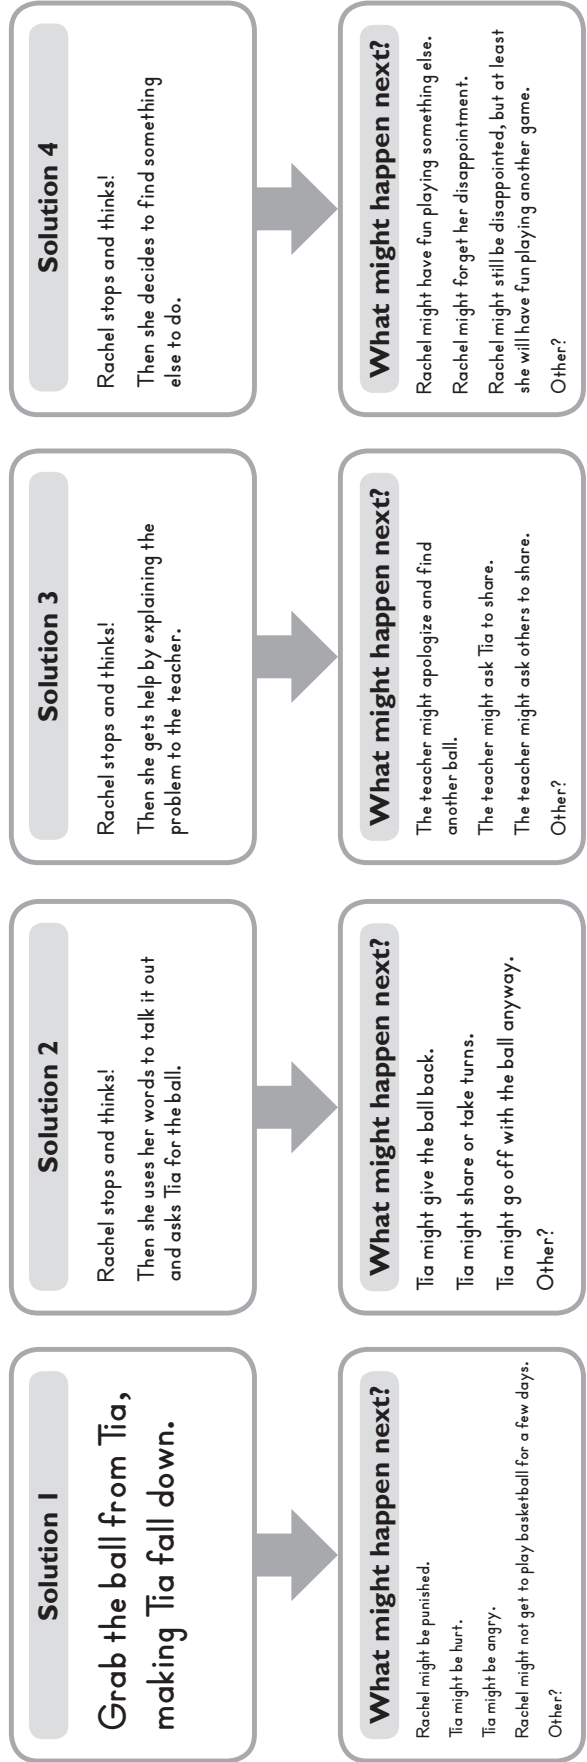 Solution 1
Grab the ball from Tia,
making Tia fall down.
What might happen next?
Rachel might be punished.
Tia might be hurt.
Tia might be angry.
Rachel might not get to play basketball for a few days.
Other?
Solution 2
Rachel stops and thinks!
Then she uses her words to talk it out
and asks Tia for the ball.
What might happen next?
Tia might give the ball back.
Tia might share or take turns.
Tia might go off with the ball anyway.
Other?
Solution 3
Rachel stops and thinks!
Then she gets help by explaining the
problem to the teacher.
What might happen next?
The teacher might apologize and find
another ball.
The teacher might ask Tia to share.
The teacher might ask others to share.
Other?
Solution 4
Rachel stops and thinks!
Then she decides to find something
else to do.
What might happen next?
Rachel might have fun playing something else.
Rachel might forget her disappointment.
Rachel might still be disappointed, but at least
she will have fun playing another game.
Other?